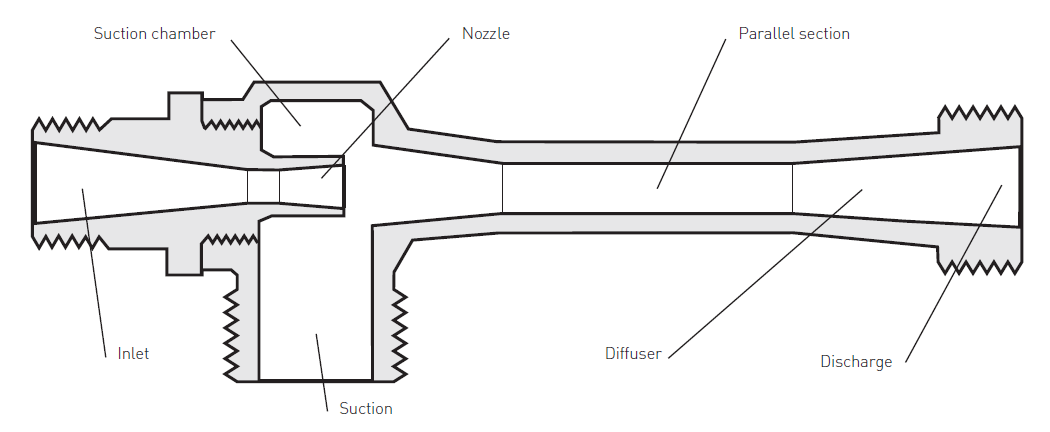 Suction chamber
Nozzle
Parallel section
Inlet
Diffuser
Discharge
Suction